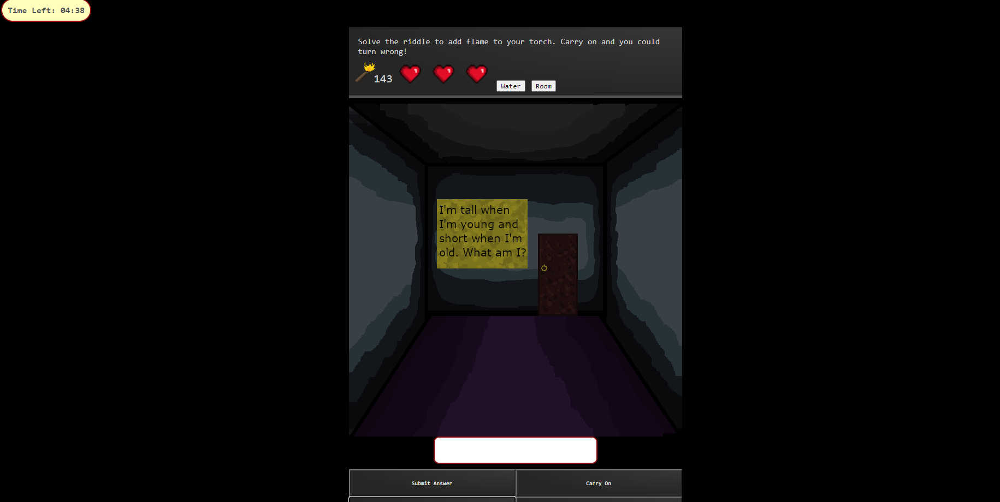 Time Left: 04:38
Solve the riddle to add flame to your torch. Carry on and you could
turn wrong!
143
Water
Room
I'm tall when
I'm young and
short when I'm
old. What am I?
Submit Answer
Carry On